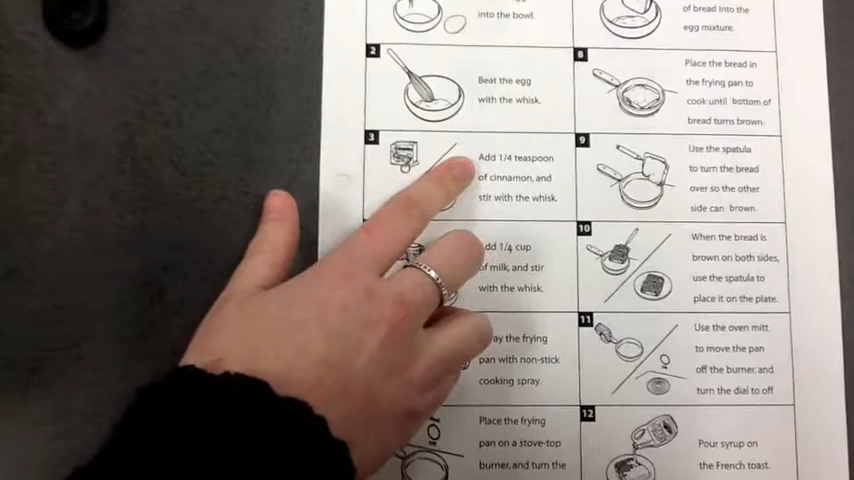 into the bowl.
2
Beat the egg
with the whisk.
3
Add 1/4 teaspoon
of cinnamon, and
stir with the whisk.
1/4 cup
of milk, and stir
with the whisk.
the frying
pan with non-stick
cooking spray.
Place the frying
pan on a stove-top
burner, and turn the
of bread into the
egg mixture.
8
Place the bread in
the frying pan to
cook until bottom of
bread turns brown.
9
Use the spatula
to turn the bread
over so the other
side can brown.
10
When the bread is
brown on both sides,
use the spatula to
place it on the plate.
11
Use the oven mitt
to move the pan
off the burner, and
turn the dial to off
12
Pour syrup on
the French toast.